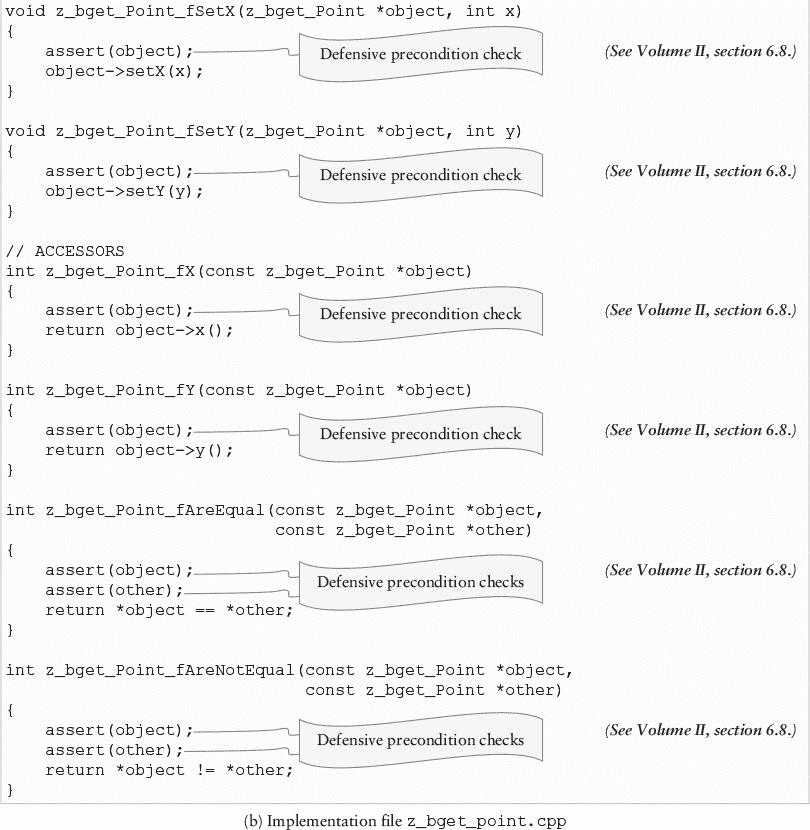 void z_bget_Point_fSetX(z_bget_Point *object, int x)
{
    assert(object); Defensive precondition check (See Volume II, section 6.8.)
    object->setX(x);
}
void z_bget_Point_fSetY(z_bget_Point *object, int y)
{
    assert(object); Defensive precondition check (See Volume II, section 6.8.)
    object->setY(y);
}
// ACCESSORS
int z_bget_Point_fX(const z_bget_Point *object)
{
    assert(object); Defensive precondition check (See Volume II, section 6.8.)
    return object->x();
}
int z_bget_Point_fY(const z_bget_Point *object)
{
    assert(object); Defensive precondition check (See Volume II, section 6.8.)
    return object->y();
}
int z_bget_Point_fAreEqual(const z_bget_Point *object,
                           const z_bget_Point *other)
{
    assert(object); Defensive precondition checks (See Volume II, section 6.8.)
    assert(other);
    return *object == *other;
}
int z_bget_Point_fAreNotEqual(const z_bget_Point *object,
                              const z_bget_Point *other)
{
    assert(object); Defensive precondition checks (See Volume II, section 6.8.)
    assert(other);
    return *object != *other;
}
(b) Implementation file z_bget_point.cpp